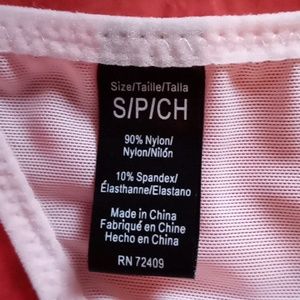 Size/Taille/Talla
S/P/CH
90% Nylon/
Nylon/Nilón
10% Spandex/
Élasthanne/Elastano
Made in China
Fabriqué en Chine
Hecho en China
RN 72409